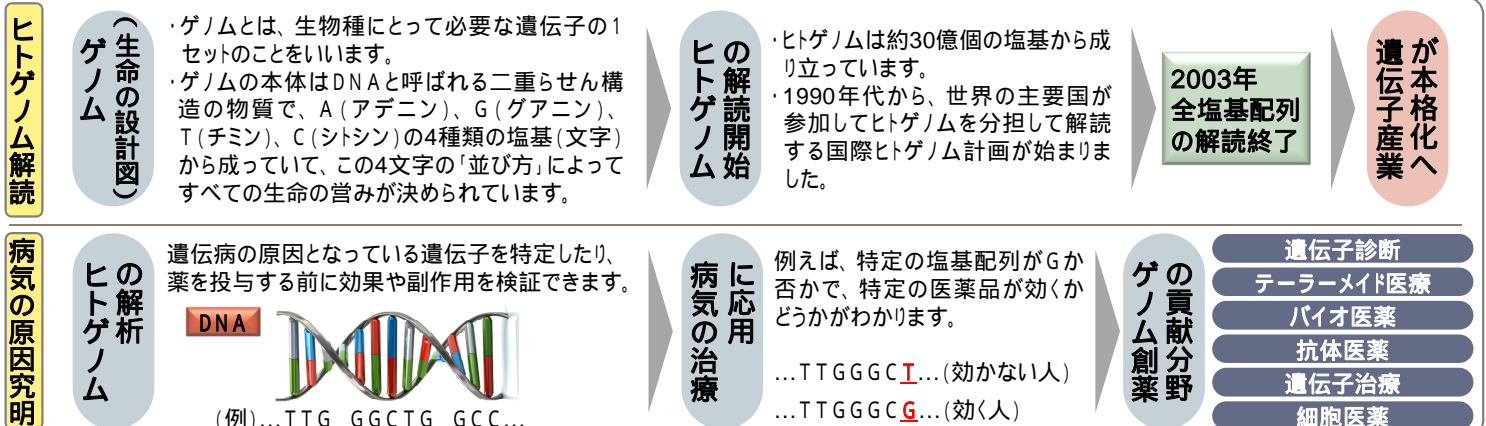 ヒトゲノム解読
ゲノム
（生命の設計図）
・ゲノムとは、生物種にとって必要な遺伝子の1
セットのことをいいます。
・ゲノムの本体はDNAと呼ばれる二重らせん構
造の物質で、A(アデニン)、G(グアニン)、
T(チミン)、C(シトシン)の4種類の塩基(文字)
から成っていて、この4文字の「並び方」によって
すべての生命の営みが決められています。
ヒトゲノム
の解読開始
・ヒトゲノムは約30億個の塩基から成
り立っています。
・1990年代から、世界の主要国が
参加してヒトゲノムを分担して解読
する国際ヒトゲノム計画が始まりま
した。
2003年
全塩基配列
の解読終了
遺伝子産業
が本格化へ
病気の原因究明
ヒトゲノム
の解析
遺伝病の原因となっている遺伝子を特定したり、
薬を投与する前に効果や副作用を検証できます。
DNA
(例)…TTG GGCTG GCC…
病気の治療
に応用
例えば、特定の塩基配列がGか
否かで、特定の医薬品が効くか
どうかがわかります。
…TTGGGCT…(効かない人)
…TTGGGCG…(効く人)
ゲノム創薬
の貢献分野
遺伝子診断
テーラーメイド医療
バイオ医薬
抗体医薬
遺伝子治療
細胞医薬